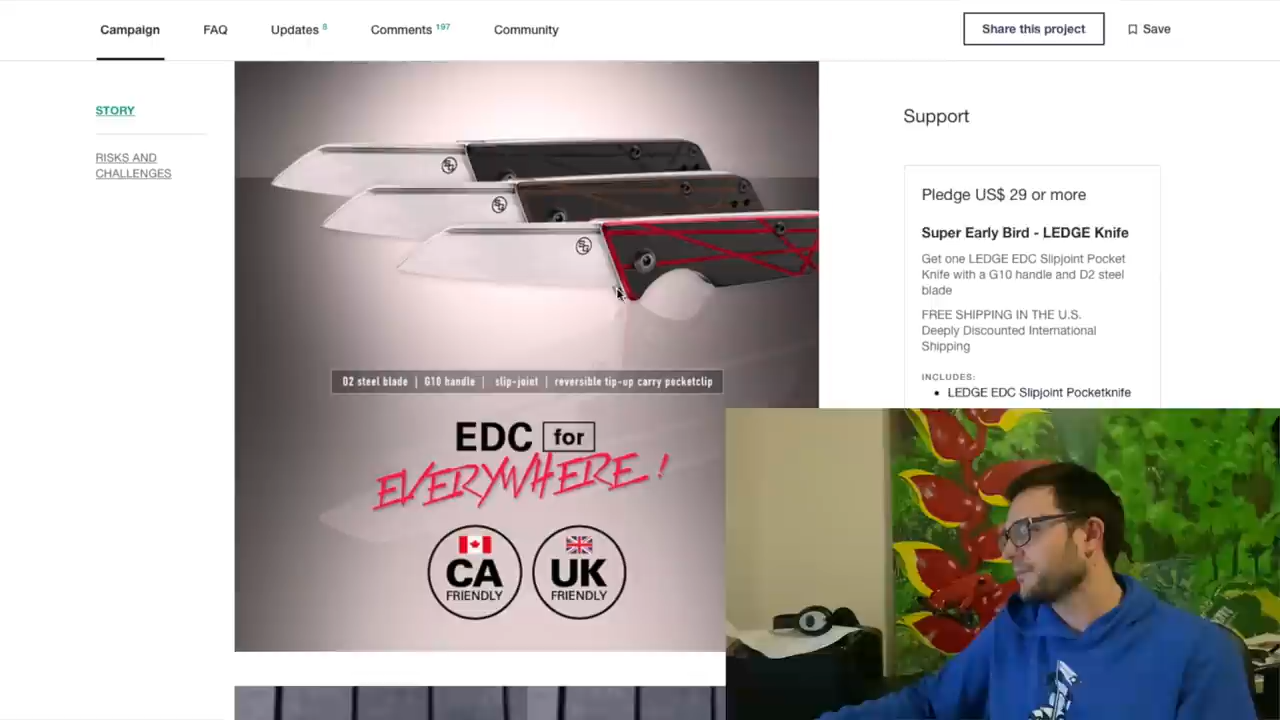 Campaign
FAQ
Updates 8
Comments 197
Community
Share this project
Save
STORY
RISKS AND
CHALLENGES
D2 steel blade | G10 handle | slip-joint | reversible tip-up carry pocketclip
EDC for
EVERYWHERE!
CA
FRIENDLY
UK
FRIENDLY
Support
Pledge US$ 29 or more
Super Early Bird - LEDGE Knife
Get one LEDGE EDC Slipjoint Pocket
Knife with a G10 handle and D2 steel
blade
FREE SHIPPING IN THE U.S.
Deeply Discounted International
Shipping
INCLUDES:
• LEDGE EDC Slipjoint Pocketknife